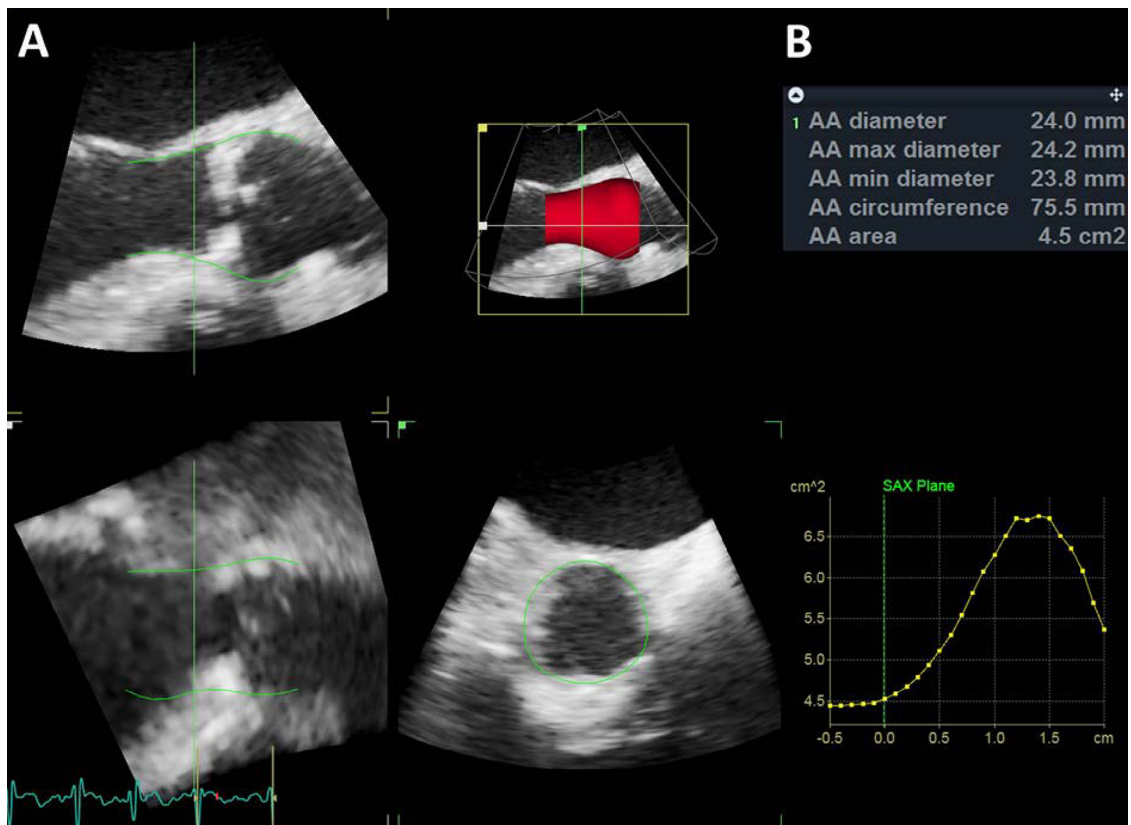 A
B
1 AA diameter 24.0 mm
AA max diameter 24.2 mm
AA min diameter 23.8 mm
AA circumference 75.5 mm
AA area 4.5 cm2
cm^2
SAX Plane
6.5
6.0
5.5
5.0
4.5
-0.5 0.0 0.5 1.0 1.5 cm